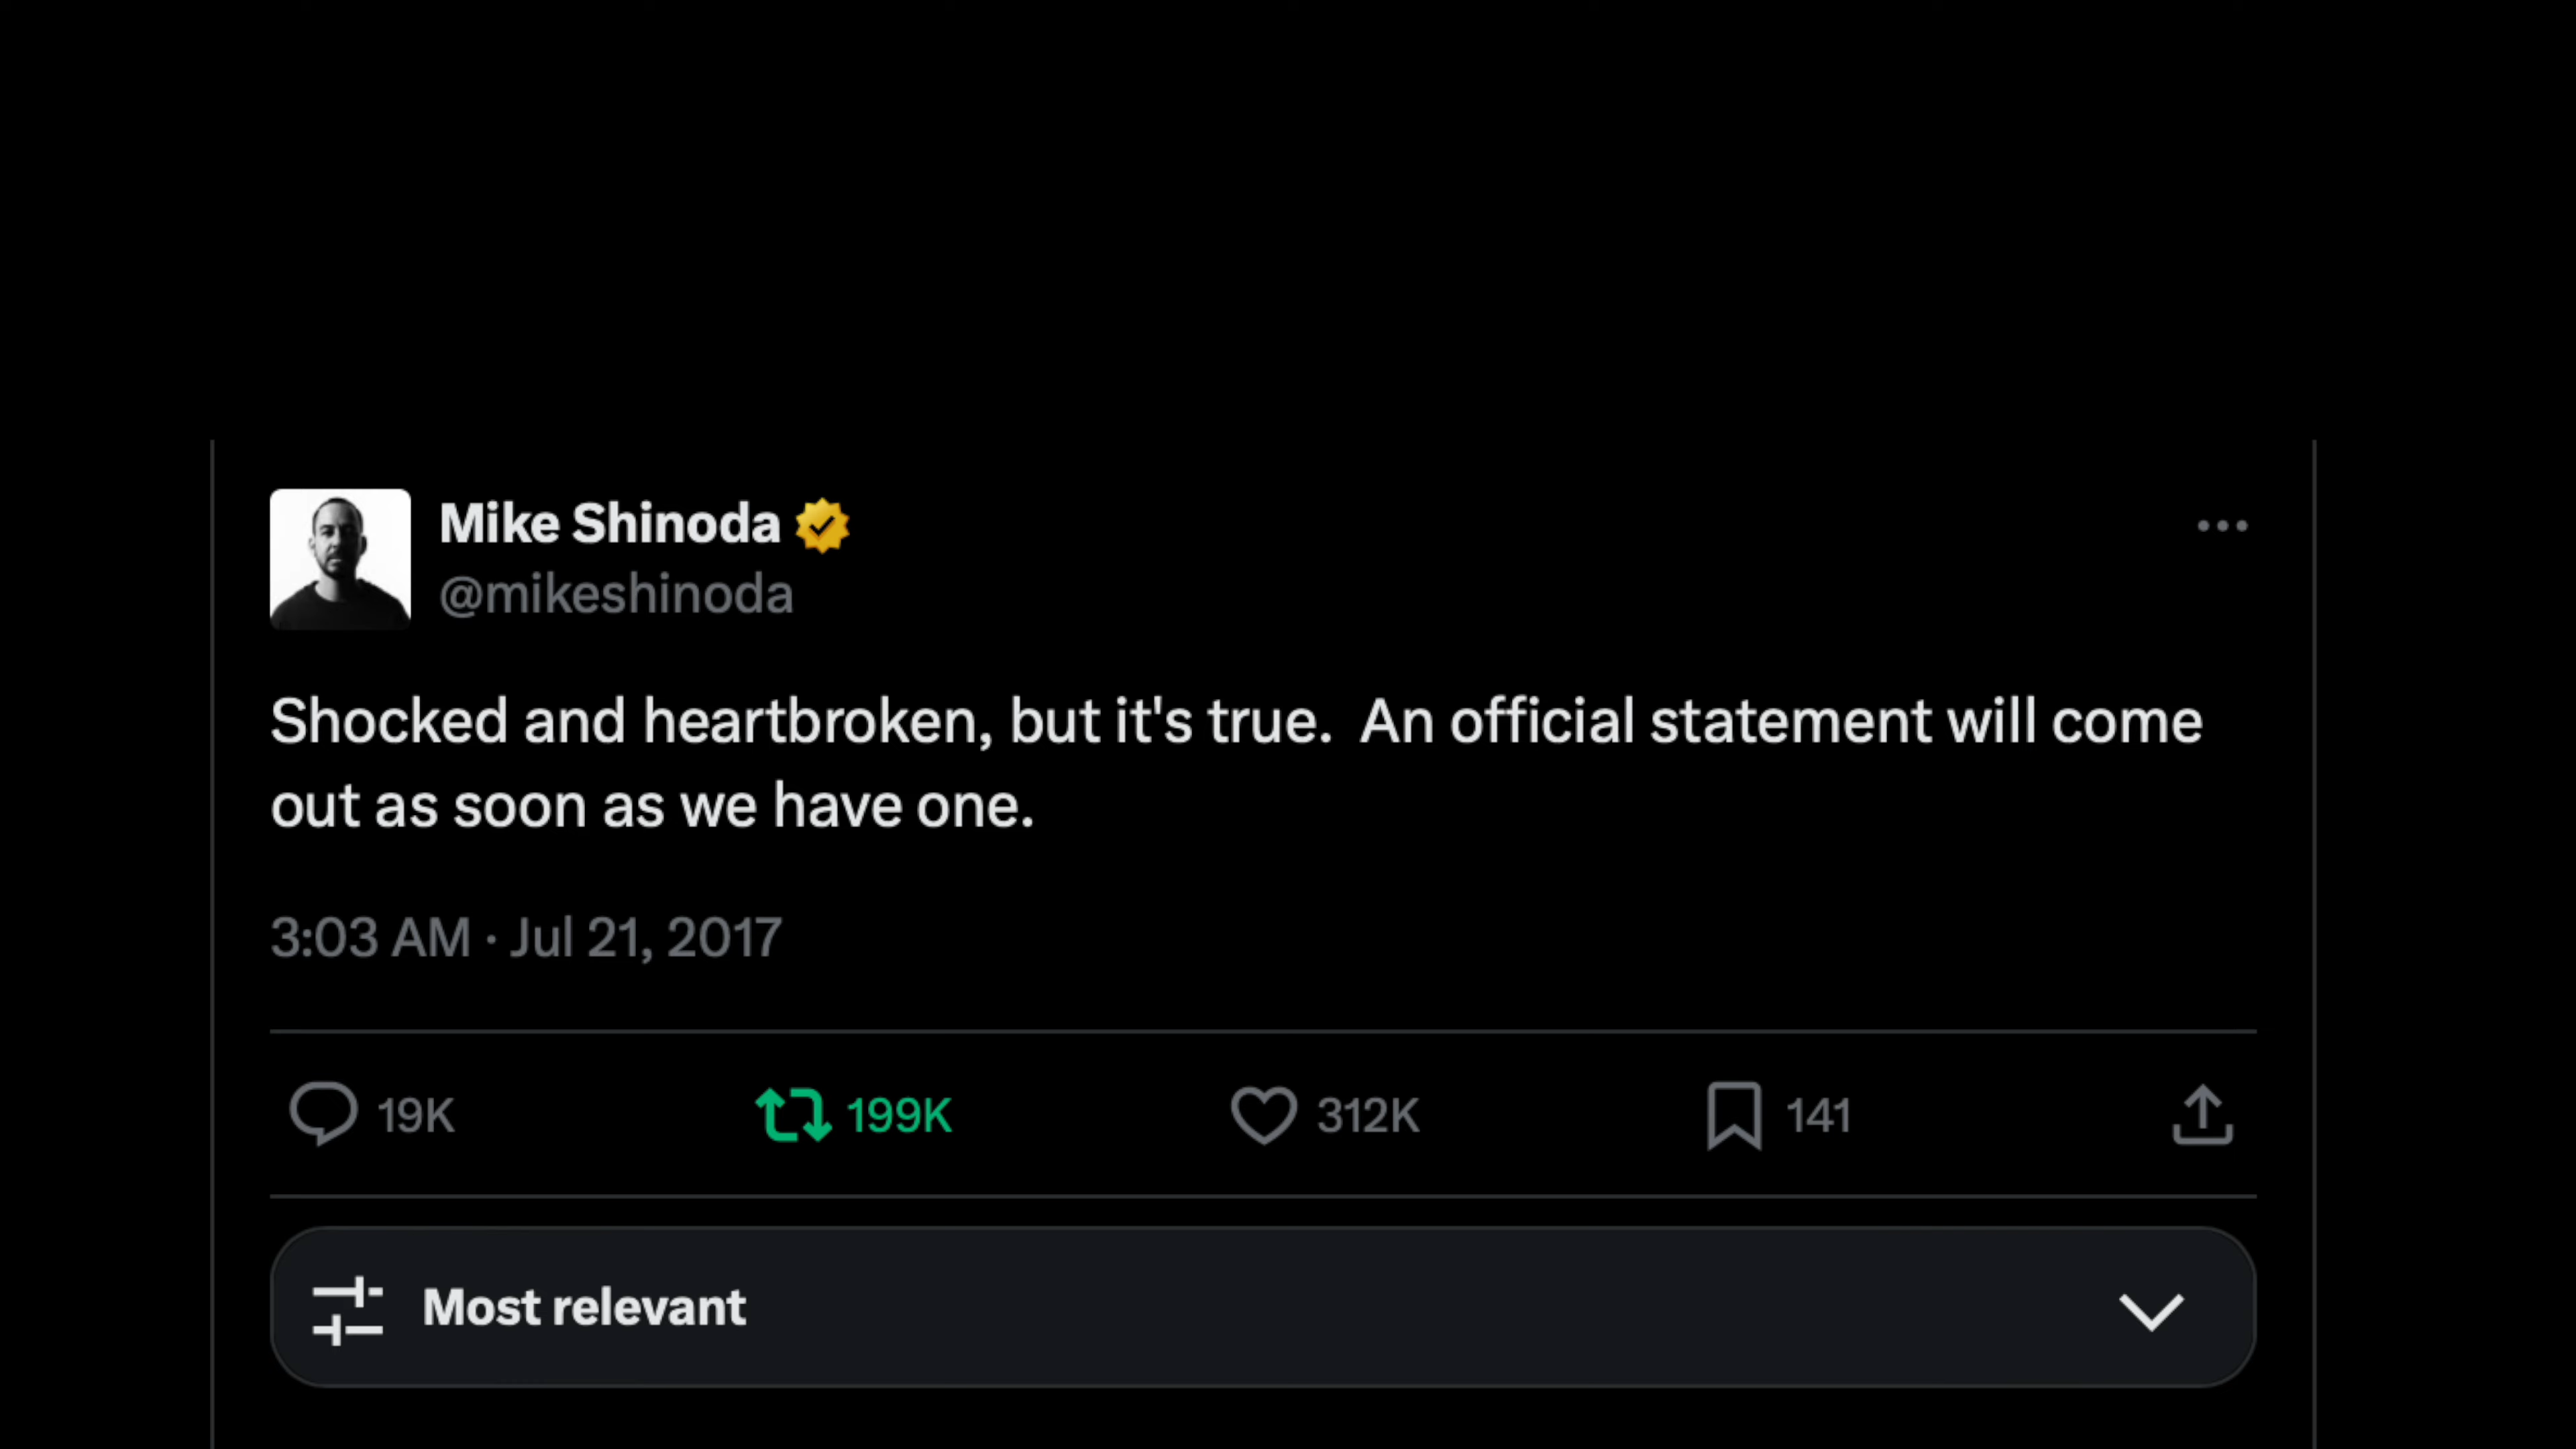 Mike Shinoda
@mikeshinoda
Shocked and heartbroken, but it's true.  An official statement will come
out as soon as we have one.
3:03 AM · Jul 21, 2017
19K 199K 312K 141
Most relevant